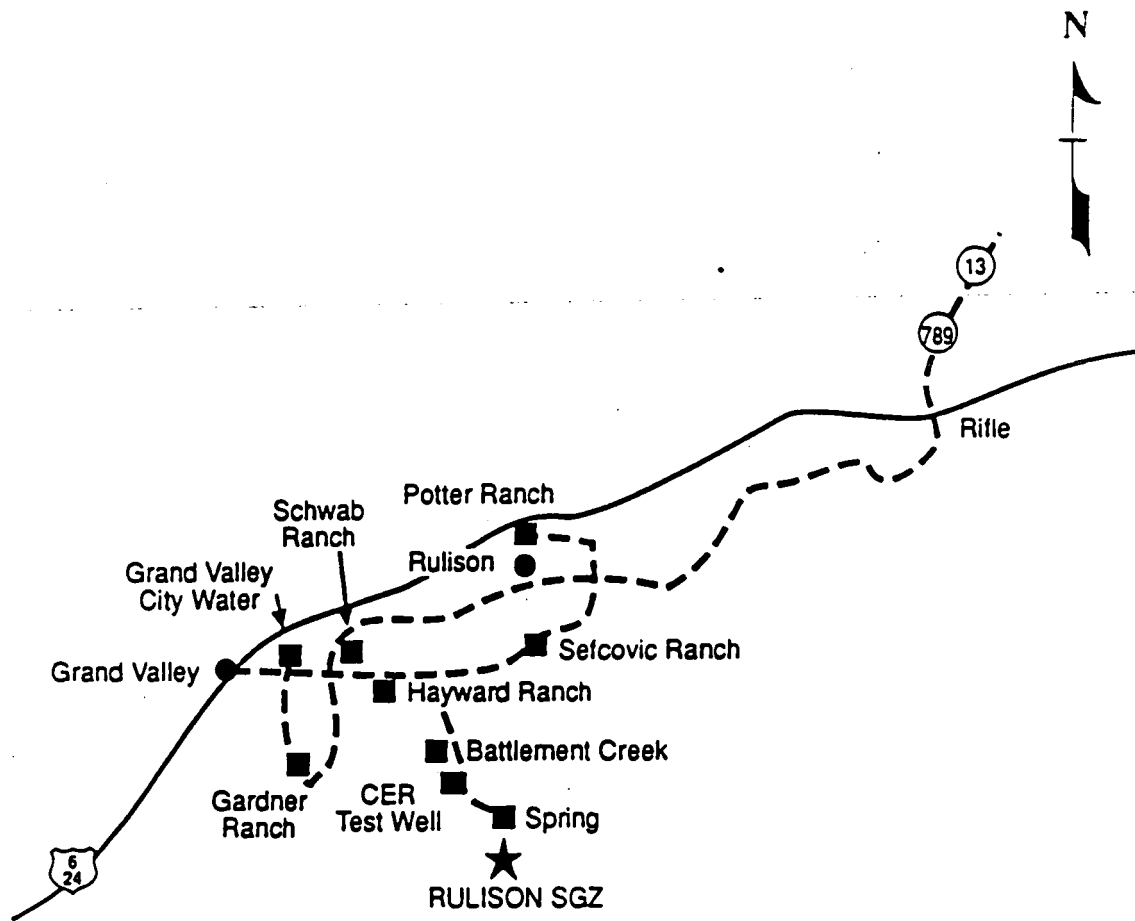 N
13
789
Rifle
Potter Ranch
Schwab
Ranch
Rulison
Grand Valley
City Water
Grand Valley
Sefcovic Ranch
Hayward Ranch
Battlement Creek
Gardner
Ranch
CER
Test Well
Spring
6
24
RULISON SGZ